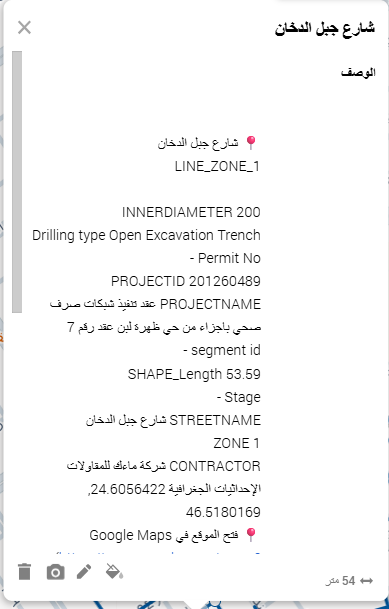 شارع جبل الدخان
الوصف
📍 شارع جبل الدخان
LINE_ZONE_1
INNERDIAMETER 200
Drilling type Open Excavation Trench
Permit No -
PROJECTID 201260489
PROJECTNAME عقد تنفيذ شبكات صرف
صحي باجزاء من حي ظهرة لبن عقد رقم 7
segment id -
SHAPE_Length 53.59
Stage -
STREETNAME شارع جبل الدخان
ZONE 1
CONTRACTOR شركة ماءك للمقاولات
الإحداثيات الجغرافية 24.6056422,
46.5180169
📍 فتح الموقع في Google Maps
54 متر